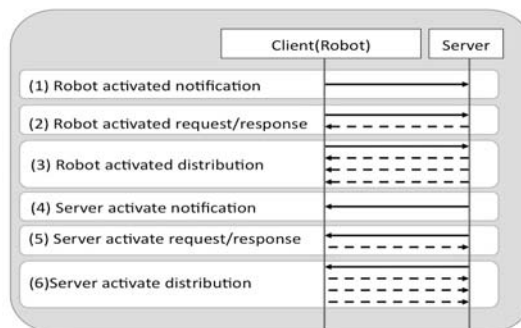 Client(Robot)
Server
(1) Robot activated notification
(2) Robot activated request/response
(3) Robot activated distribution
(4) Server activate notification
(5) Server activate request/response
(6)Server activate distribution